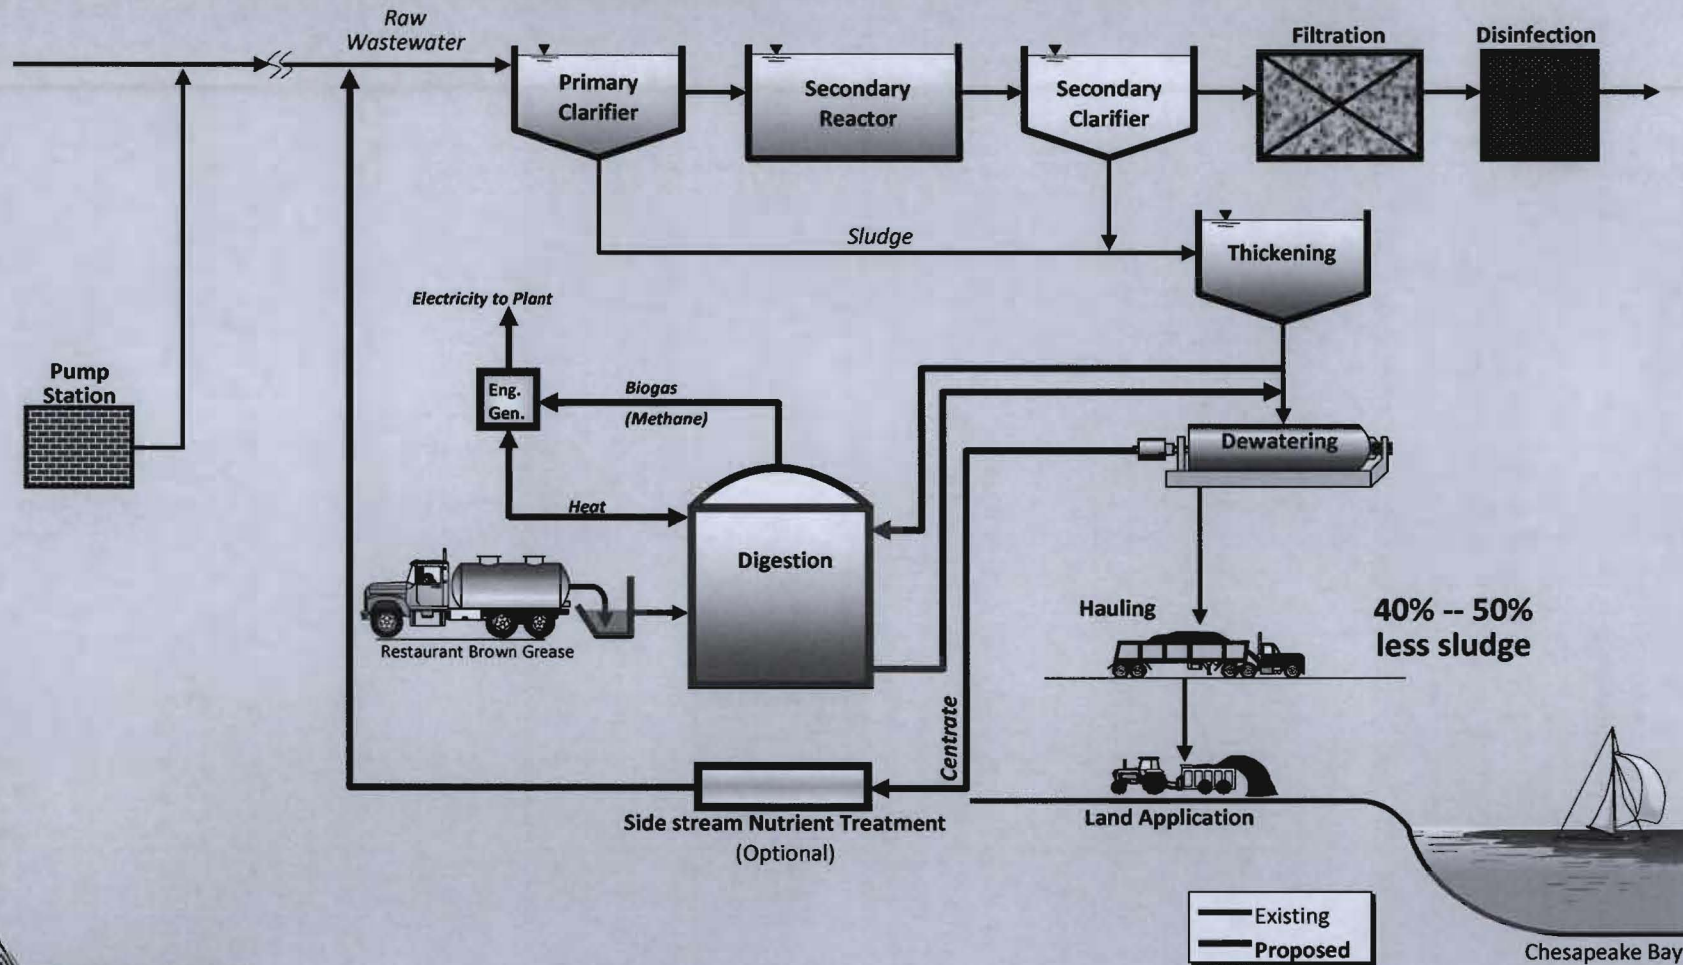 Raw
Wastewater
Primary
Clarifier
Secondary
Reactor
Secondary
Clarifier
Filtration
Disinfection
Sludge
Thickening
Electricity to Plant
Pump
Station
Eng.
Gen.
Biogas
(Methane)
Dewatering
Heat
Digestion
Restaurant Brown Grease
Hauling
40% -- 50%
less sludge
Centrate
Side stream Nutrient Treatment
(Optional)
Land Application
Existing
Proposed
Chesapeake Bay